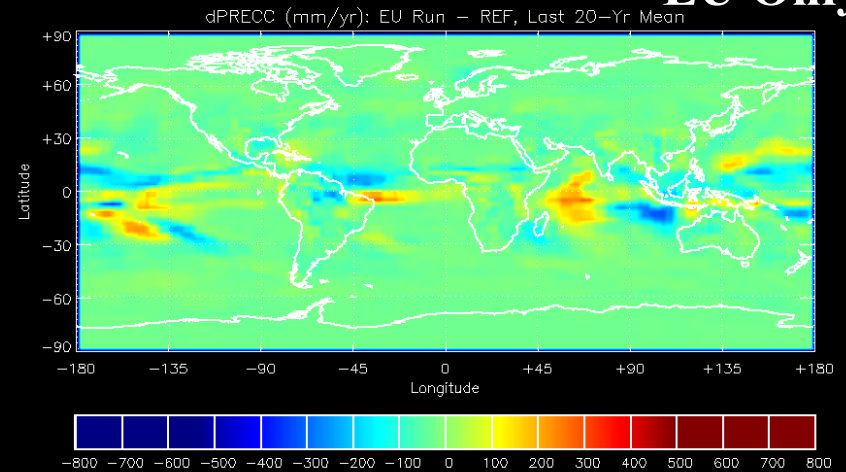 EU Only
dPRECC (mm/yr): EU Run - REF, Last 20-Yr Mean
+90
+60
+30
0
-30
-60
-90
Latitude
-180 -135 -90 -45 0 +45 +90 +135 +180
Longitude
-800 -700 -600 -500 -400 -300 -200 -100 0 100 200 300 400 500 600 700 800